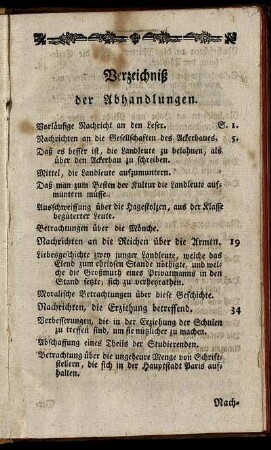 Verzeichniß
der Abhandlungen.
Vorläufige Nachricht an den Leser. S. 1.
Nachrichten an die Gesellschaften des Ackerbaues. 5.
Daß es besser ist, die Landleute zu belohnen, als
über den Ackerbau zu schreiben.
Mittel, die Landleute aufzumuntern.
Daß man zum Besten der Kultur die Landleute auf-
muntern müsse.
Ausschweiffung über die Hagestolzen, aus der Klasse
begüterter Leute.
Betrachtungen über die Mönche.
Nachrichten an die Reichen über die Armen. 19
Liebesgeschichte zwey junger Landleute, welche das
Elend zum ehelosen Stande nöthigte, und wel-
che die Großmuth eines Privatmanns in den
Stand setzte, sich zu verheyrathen.
Moralische Betrachtungen über diese Geschichte.
Nachrichten, die Erziehung betreffend. 34
Verbesserungen, die in der Erziehung der Schulen
zu treffen sind, um sie nützlicher zu machen.
Abschaffung eines Theils der Studierenden.
Betrachtung über die ungeheure Menge von Schrift-
stellern, die sich in der Hauptstadt Paris auf-
halten.
Nach-